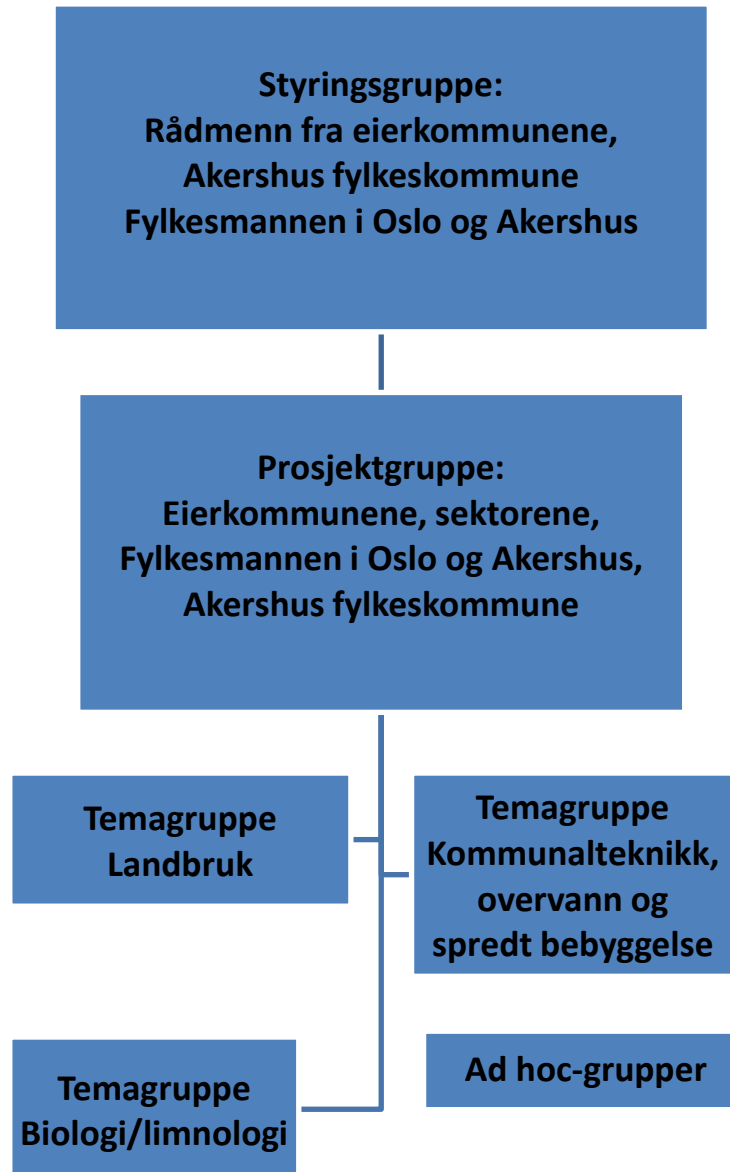 Styringsgruppe:
Rådmenn fra eierkommunene,
Akershus fylkeskommune
Fylkesmannen i Oslo og Akershus
Prosjektgruppe:
Eierkommunene, sektorene,
Fylkesmannen i Oslo og Akershus,
Akershus fylkeskommune
Temagruppe
Landbruk
Temagruppe
Kommunalteknikk,
overvann og
spredt bebyggelse
Temagruppe
Biologi/limnologi
Ad hoc-grupper